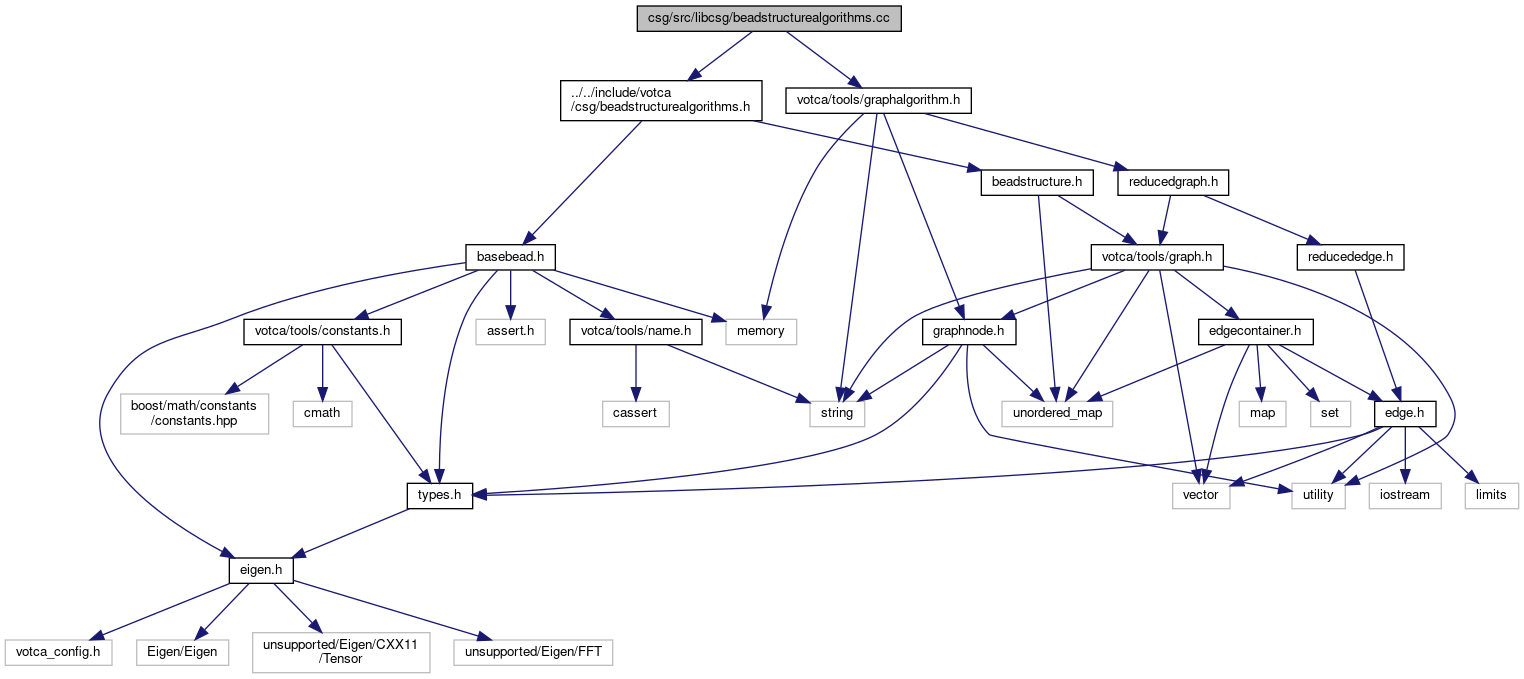 csg/src/libcsg/beadstructurealgorithms.cc
../../include/votca
/csg/beadstructurealgorithms.h
votca/tools/graphalgorithm.h
beadstructure.h
reducedgraph.h
basebead.h
votca/tools/graph.h
reducededge.h
votca/tools/constants.h
assert.h
votca/tools/name.h
memory
graphnode.h
edgecontainer.h
boost/math/constants
/constants.hpp
cmath
cassert
string
unordered_map
map
set
edge.h
types.h
vector
utility
iostream
limits
eigen.h
votca_config.h
Eigen/Eigen
unsupported/Eigen/CXX11
/Tensor
unsupported/Eigen/FFT